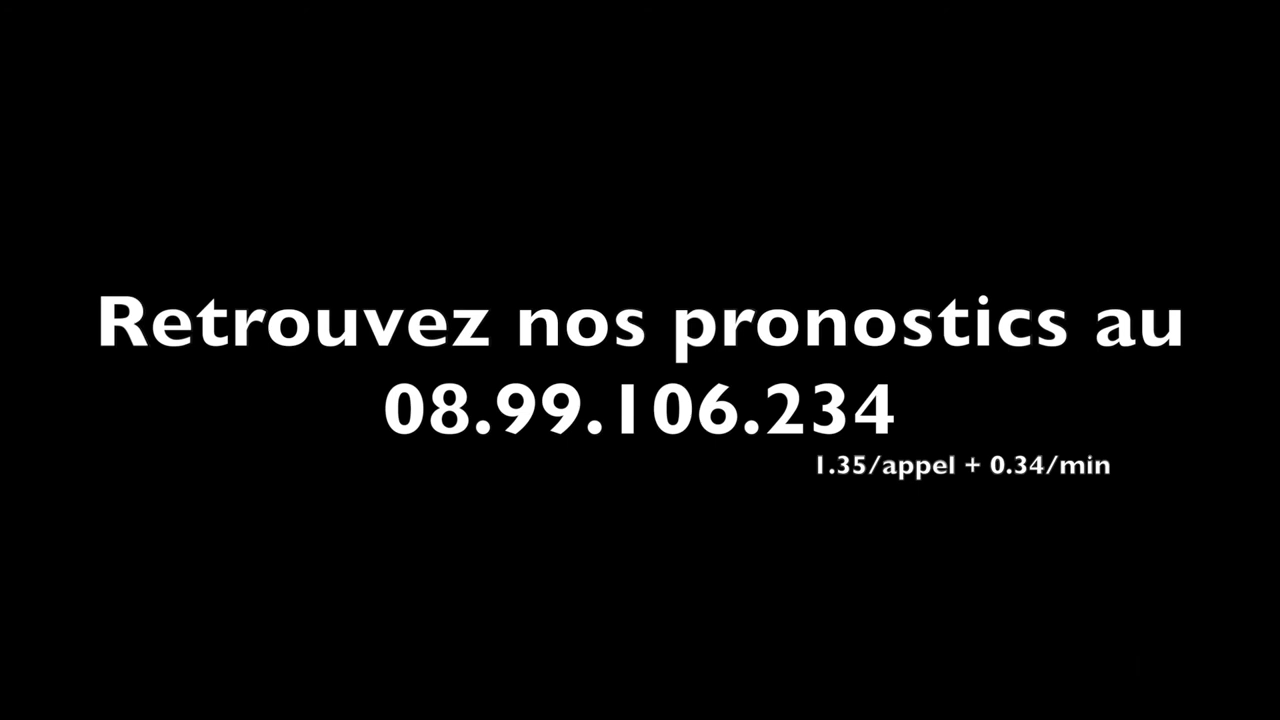 Retrouvez nos pronostics au
08.99.106.234
1.35/appel + 0.34/min